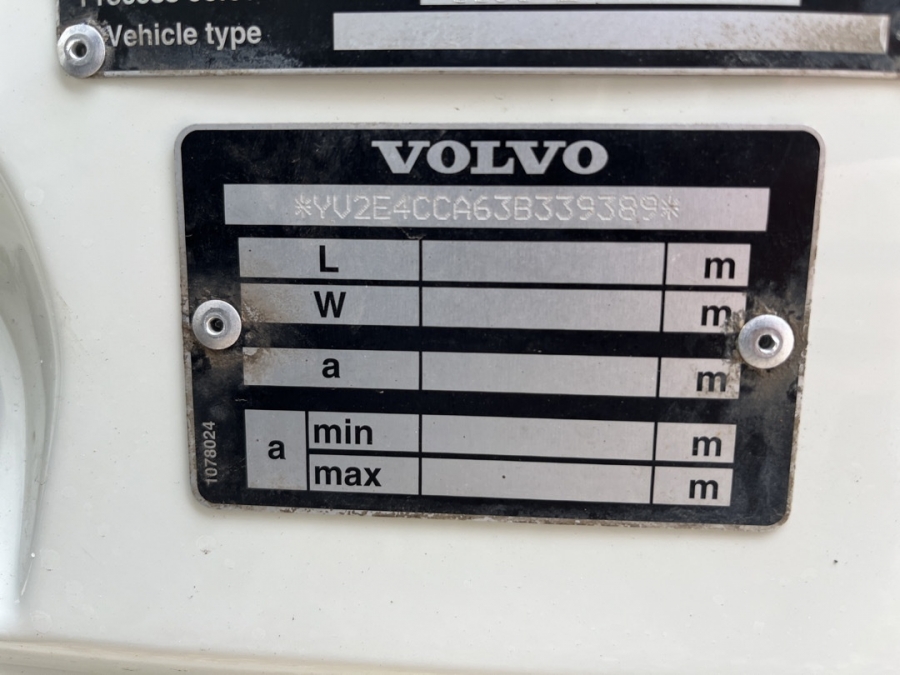 Vehicle type
VOLVO
*YV2E4CCA63B339389*
L m
W m
a m
a min m
max m
1078024